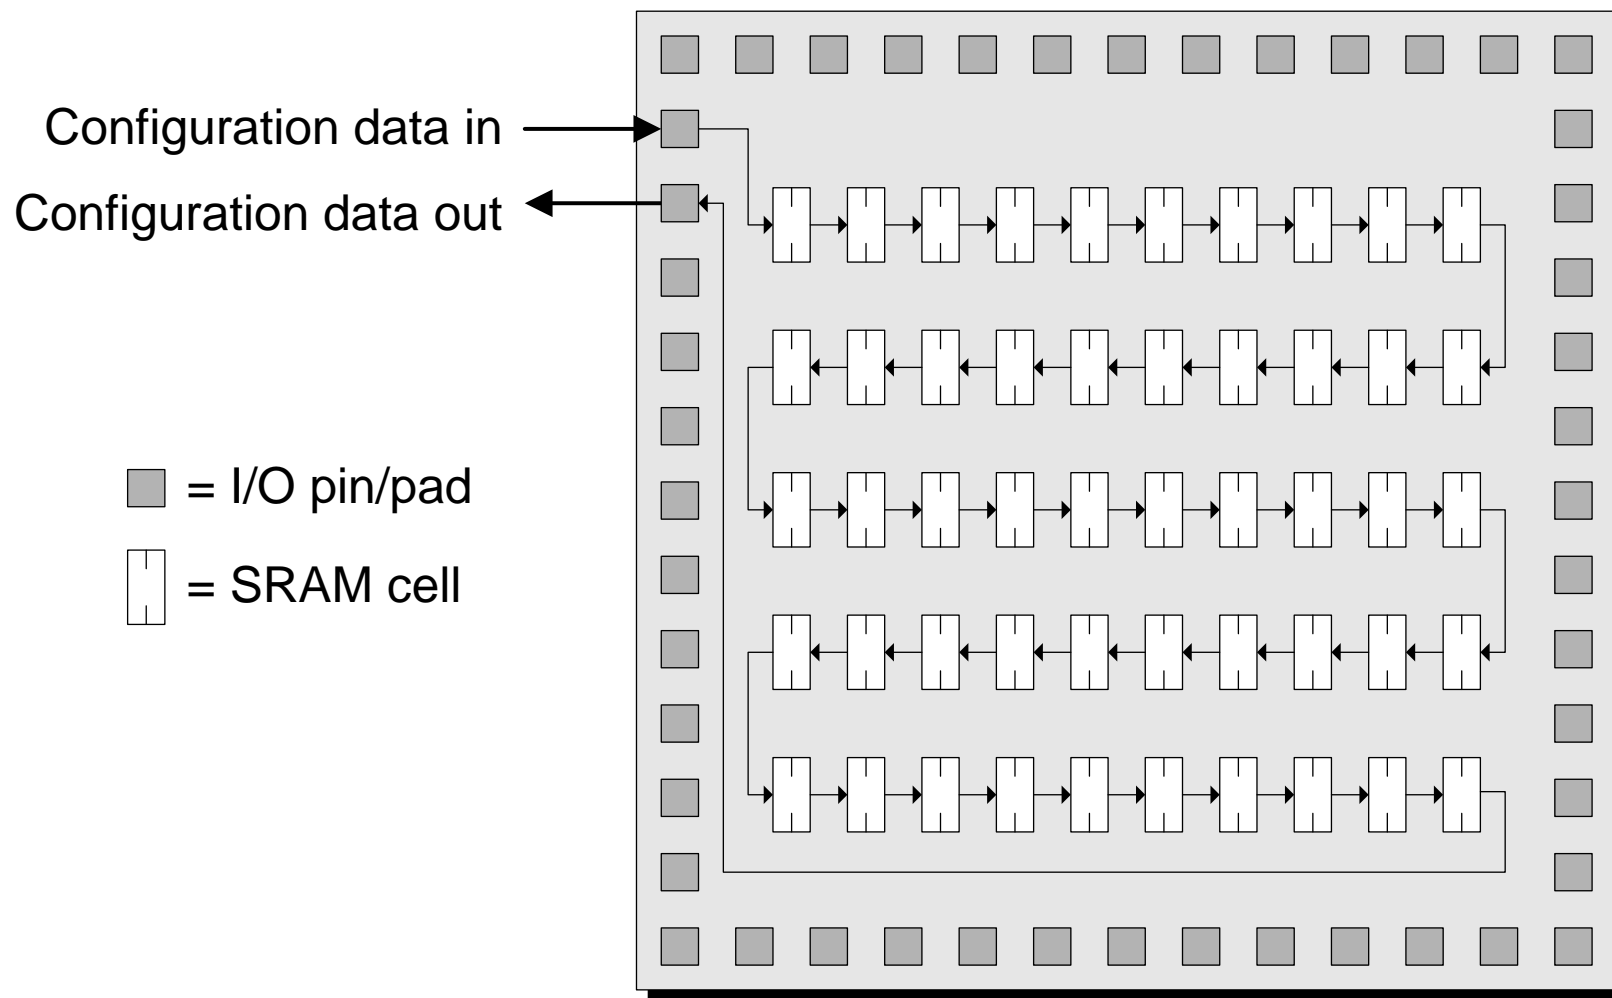 Configuration data in
Configuration data out
= I/O pin/pad
= SRAM cell